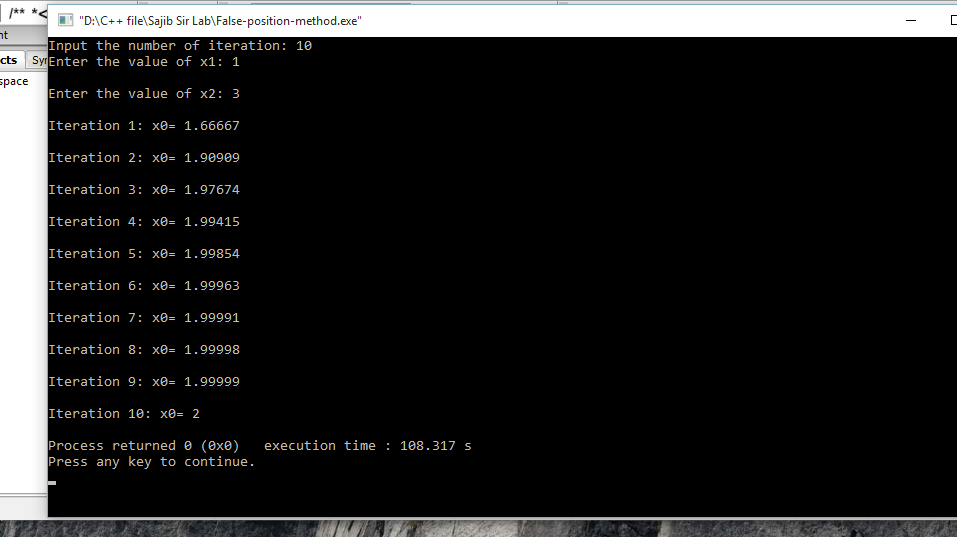 /** *<
"D:\C++ file\Sajib Sir Lab\False-position-method.exe"
nt
cts
space
Input the number of iteration: 10
Enter the value of x1: 1
Enter the value of x2: 3
Iteration 1: x0= 1.66667
Iteration 2: x0= 1.90909
Iteration 3: x0= 1.97674
Iteration 4: x0= 1.99415
Iteration 5: x0= 1.99854
Iteration 6: x0= 1.99963
Iteration 7: x0= 1.99991
Iteration 8: x0= 1.99998
Iteration 9: x0= 1.99999
Iteration 10: x0= 2
Process returned 0 (0x0)   execution time : 108.317 s
Press any key to continue.